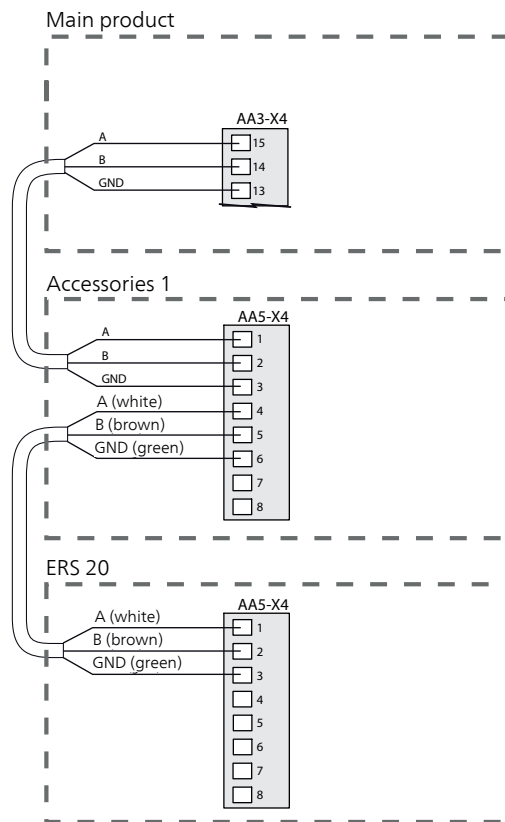 Main product
AA3-X4
A
15
B
14
GND
13
Accessories 1
AA5-X4
A
1
B
2
GND
3
A (white)
4
B (brown)
5
GND (green)
6
7
8
ERS 20
AA5-X4
A (white)
1
B (brown)
2
GND (green)
3
4
5
6
7
8